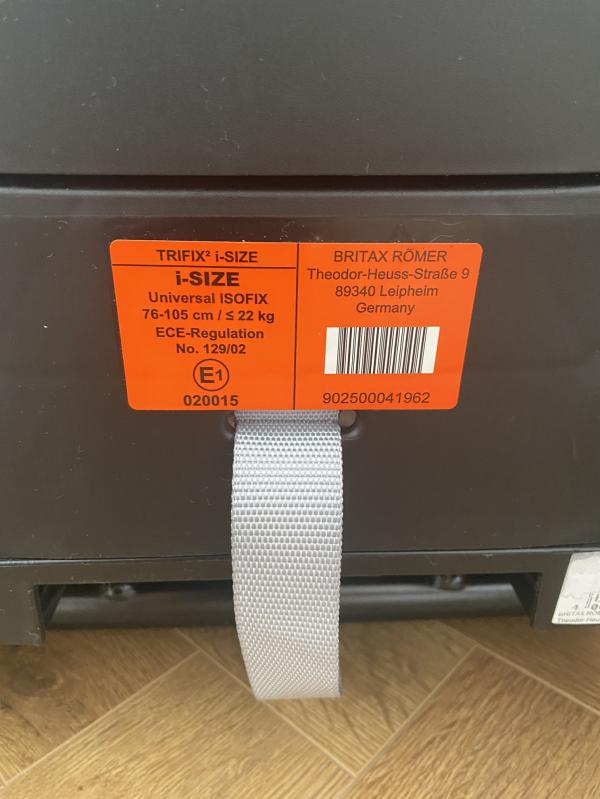 TRIFIX² i-SIZE
i-SIZE
Universal ISOFIX
76-105 cm / ≤ 22 kg
ECE-Regulation
No. 129/02
E1
020015
BRITAX RÖMER
Theodor-Heuss-Straße 9
89340 Leipheim
Germany
902500041962